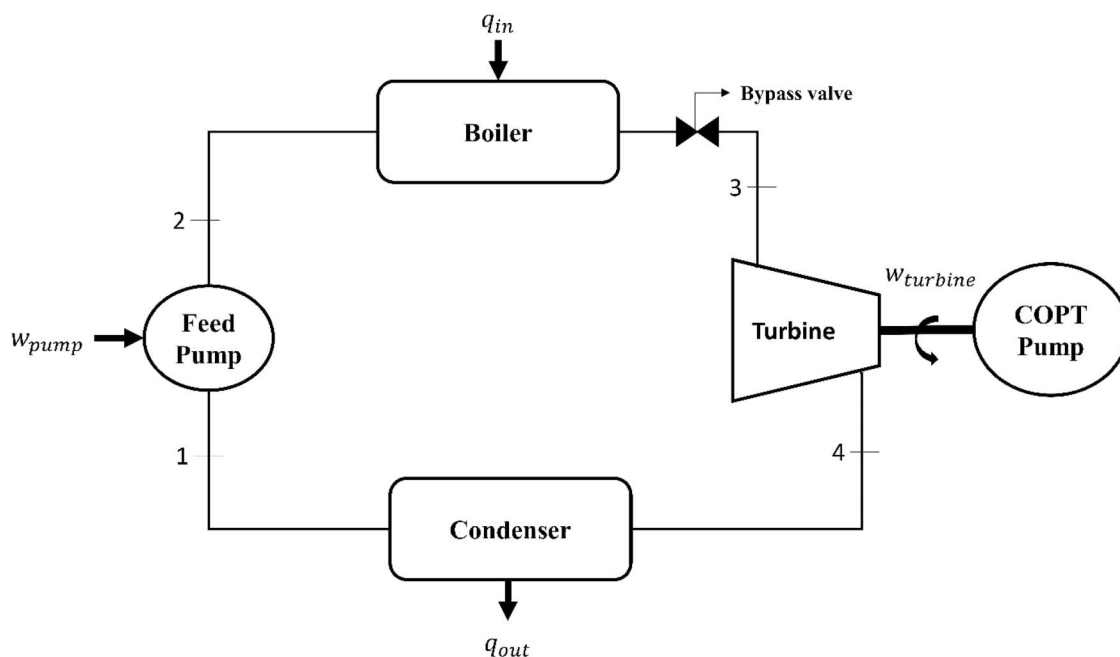 q_in
Boiler
Bypass valve
3
2
w_turbine
COPT
Pump
Turbine
Feed
Pump
w_pump
1
4
Condenser
q_out